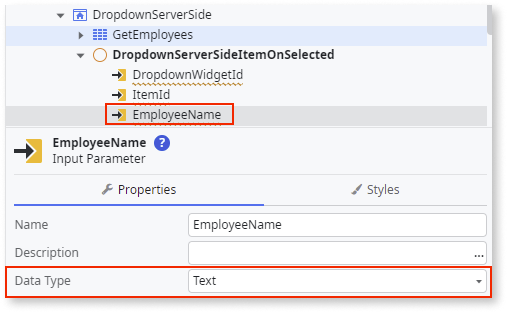 DropdownServerSide
GetEmployees
DropdownServerSideItemOnSelected
DropdownWidgetId
ItemId
EmployeeName
EmployeeName ?
Input Parameter
Properties Styles
Name EmployeeName
Description ...
Data Type Text